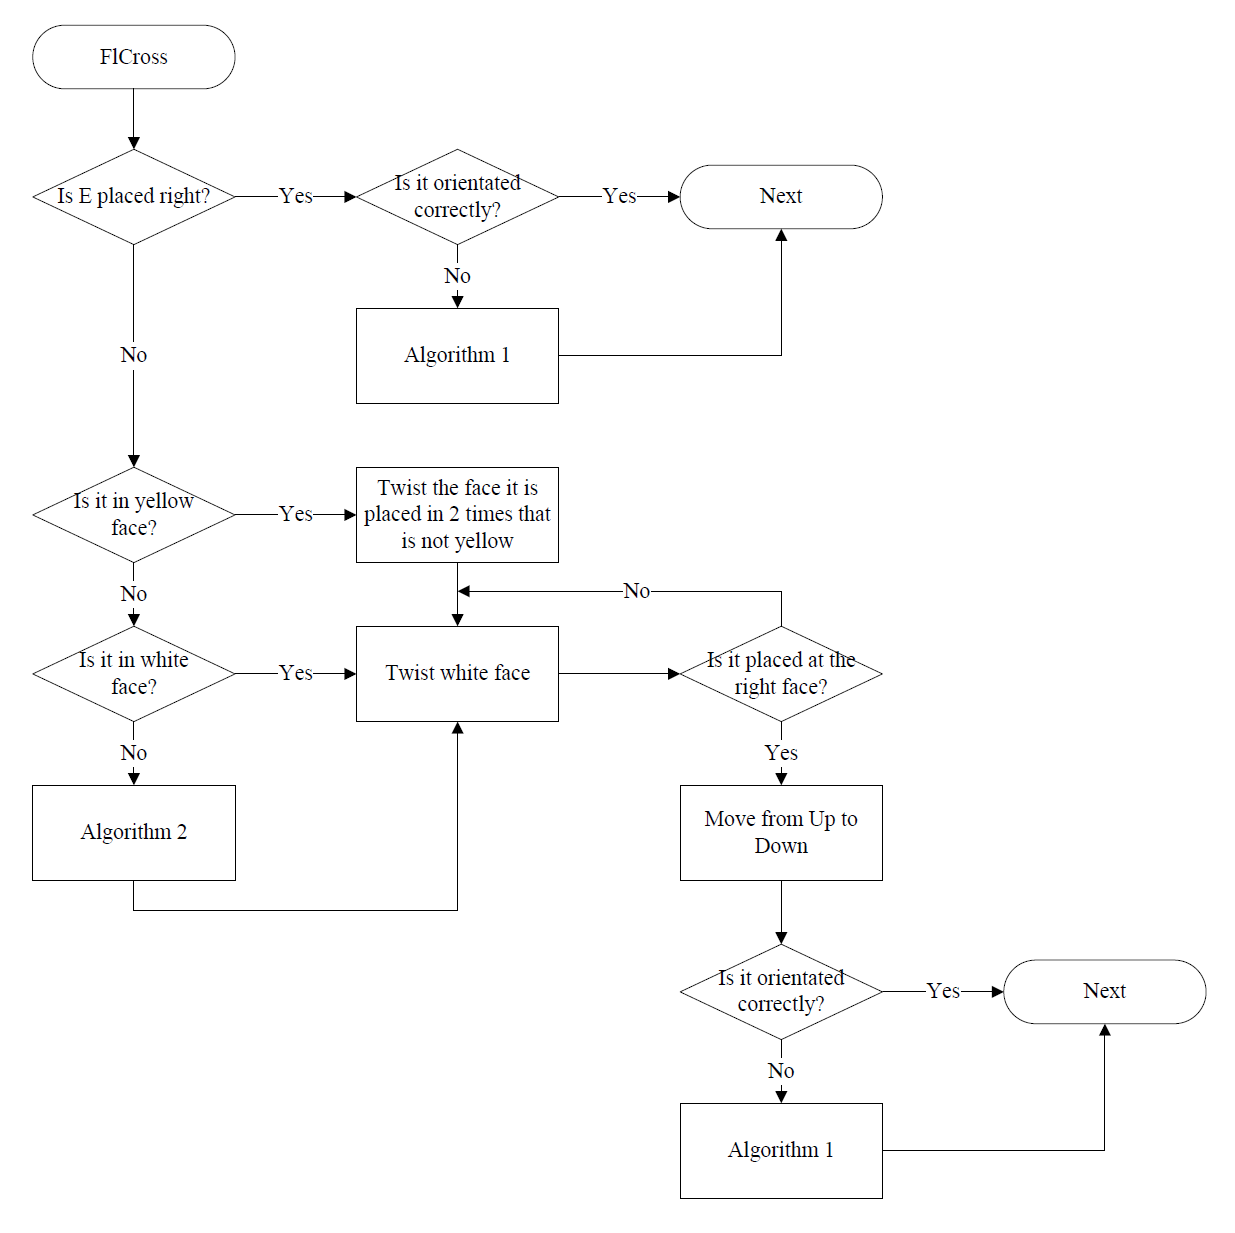 FlCross
Is E placed right?
Yes
Is it orientated
correctly?
Yes
Next
No
Algorithm 1
No
Is it in yellow
face?
Yes
Twist the face it is
placed in 2 times that
is not yellow
No
No
Is it in white
face?
Yes
Twist white face
Is it placed at the
right face?
No
Yes
Algorithm 2
Move from Up to
Down
Is it orientated
correctly?
Yes
Next
No
Algorithm 1